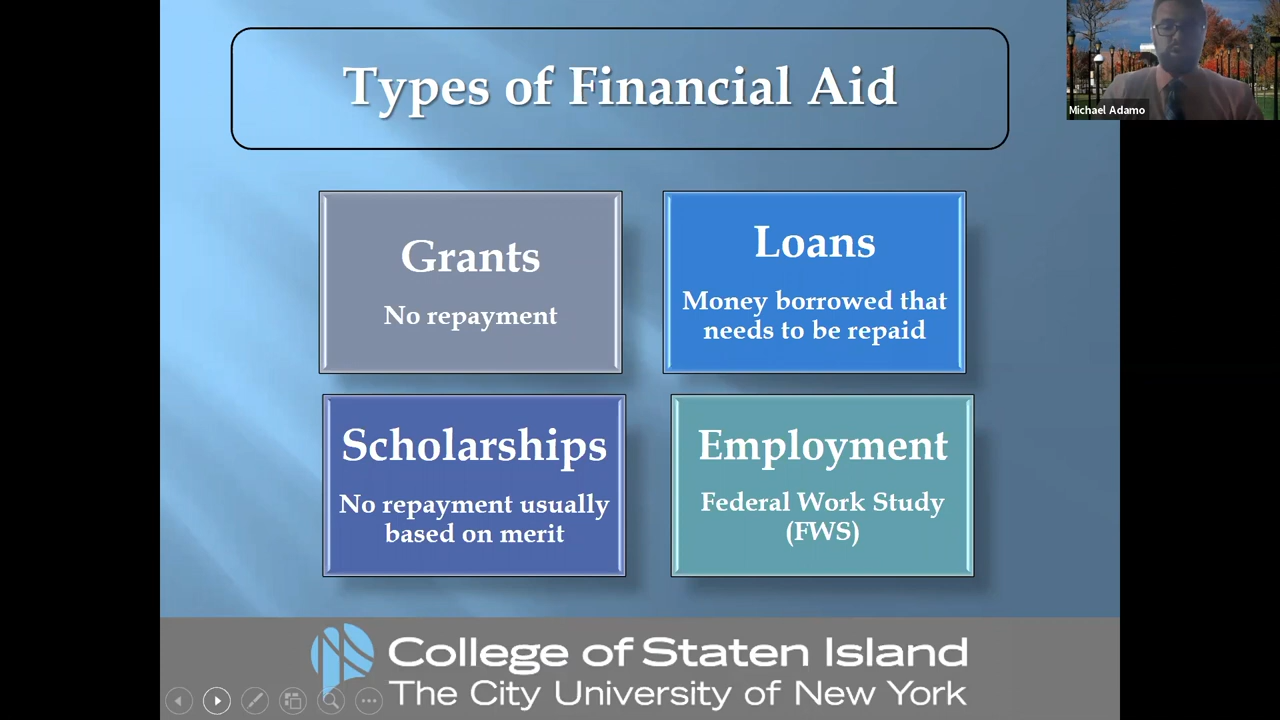 Types of Financial Aid
Michael Adamo
Grants
No repayment
Loans
Money borrowed that
needs to be repaid
Scholarships
No repayment usually
based on merit
Employment
Federal Work Study
(FWS)
College of Staten Island
The City University of New York